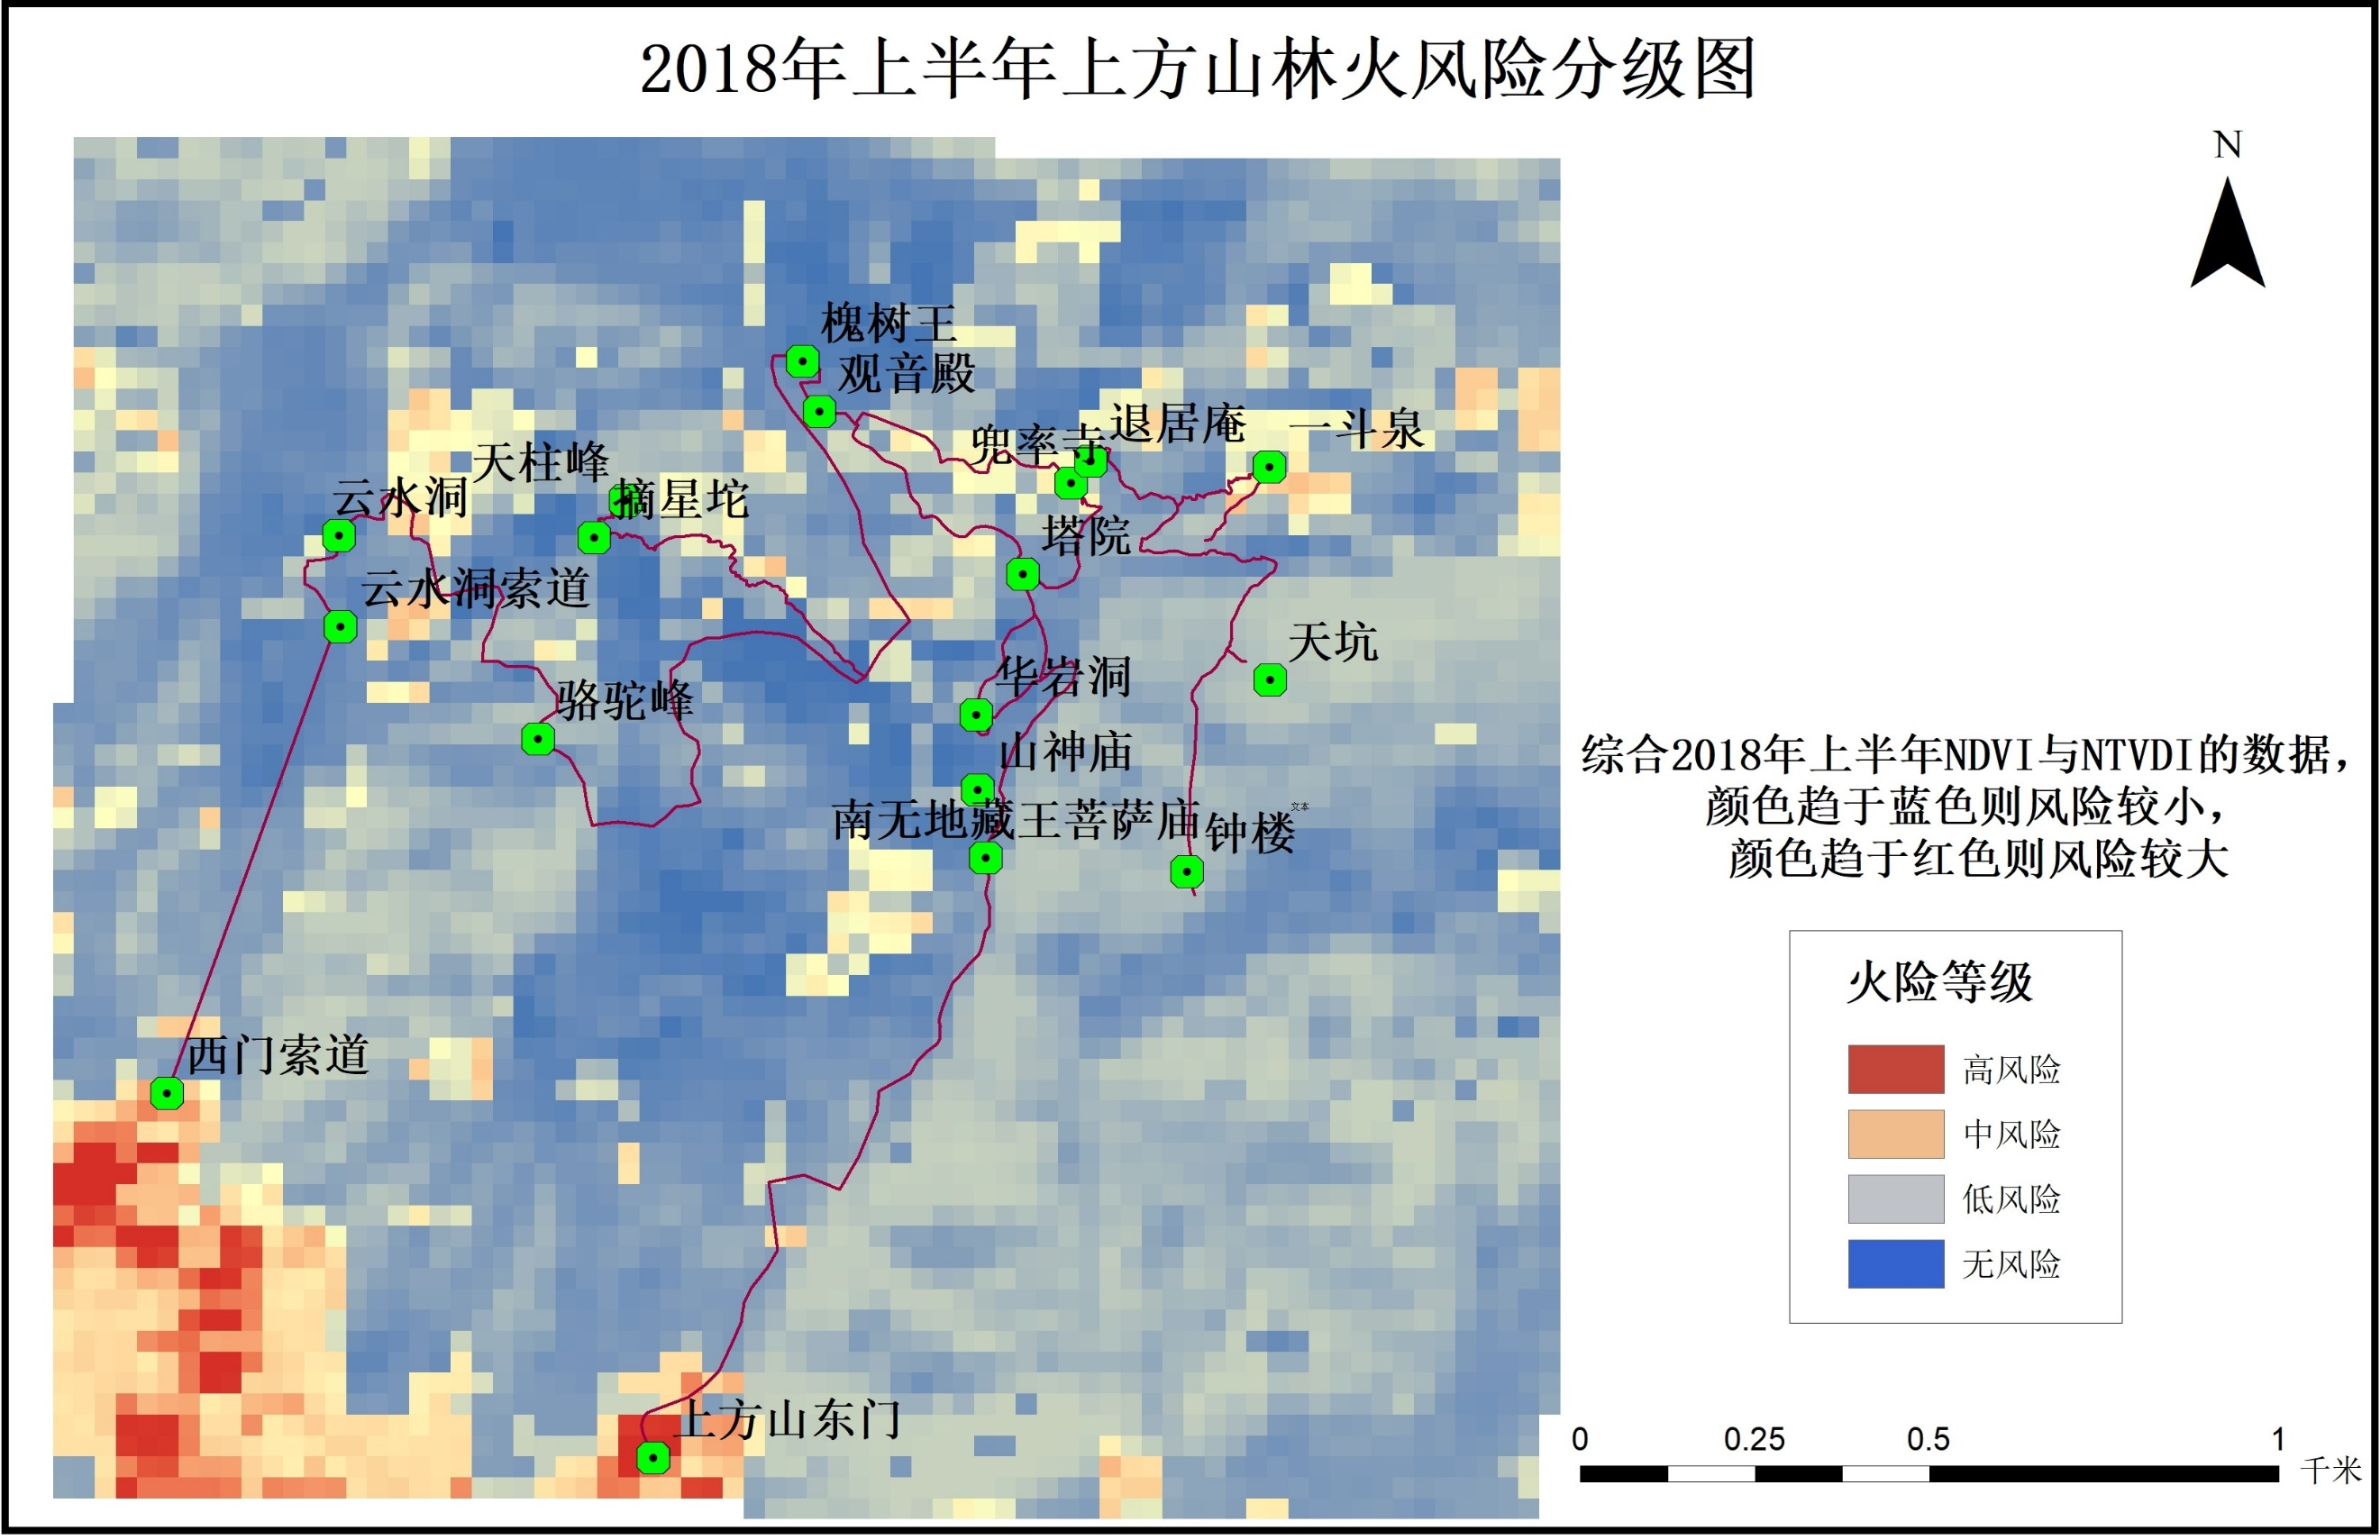 2018年上半年上方山林火风险分级图
N
槐树王
观音殿
兜率寺
退居庵
一斗泉
天柱峰
云水洞
摘星坨
塔院
云水洞索道
天坑
华岩洞
骆驼峰
山神庙
南无地藏王菩萨庙
文本
钟楼
综合2018年上半年NDVI与NTVDI的数据，
颜色趋于蓝色则风险较小，
颜色趋于红色则风险较大
火险等级
高风险
中风险
低风险
无风险
西门索道
上方山东门
0 0.25 0.5 1
千米